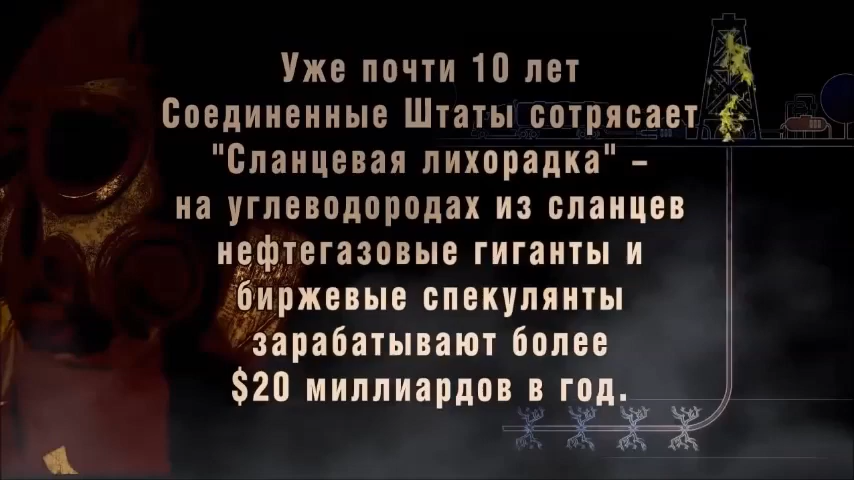 Уже почти 10 лет
Соединенные Штаты сотрясает
"Сланцевая лихорадка" –
на углеводородах из сланцев
нефтегазовые гиганты и
биржевые спекулянты
зарабатывают более
$20 миллиардов в год.